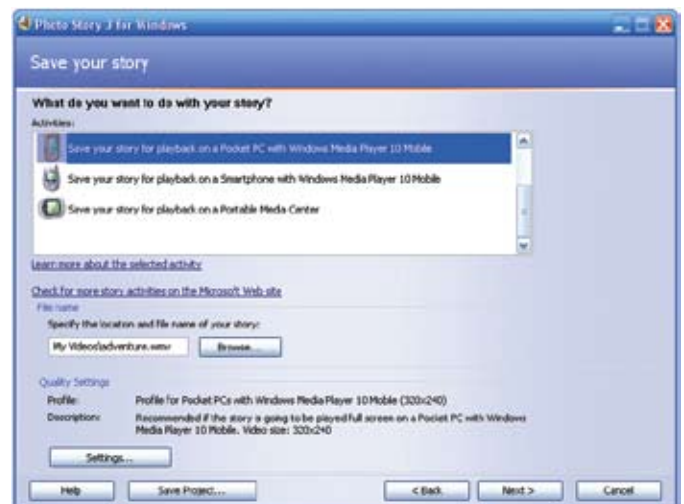 Photo Story 3 for Windows
Save your story
What do you want to do with your story?
Activities:
Save your story for playback on a Pocket PC with Windows Media Player 10 Mobile
Save your story for playback on a Smartphone with Windows Media Player 10 Mobile
Save your story for playback on a Portable Media Center
Learn more about the selected activity
Check for more story activities on the Microsoft Web site
File name
Specify the location and file name of your story:
My Videos\adventure.wmv
Browse...
Quality Settings
Profile: Profile for Pocket PCs with Windows Media Player 10 Mobile (320x240)
Description: Recommended if the story is going to be played full screen on a Pocket PC with Windows
Media Player 10 Mobile. Video size: 320x240
Settings...
Help Save Project... < Back Next > Cancel